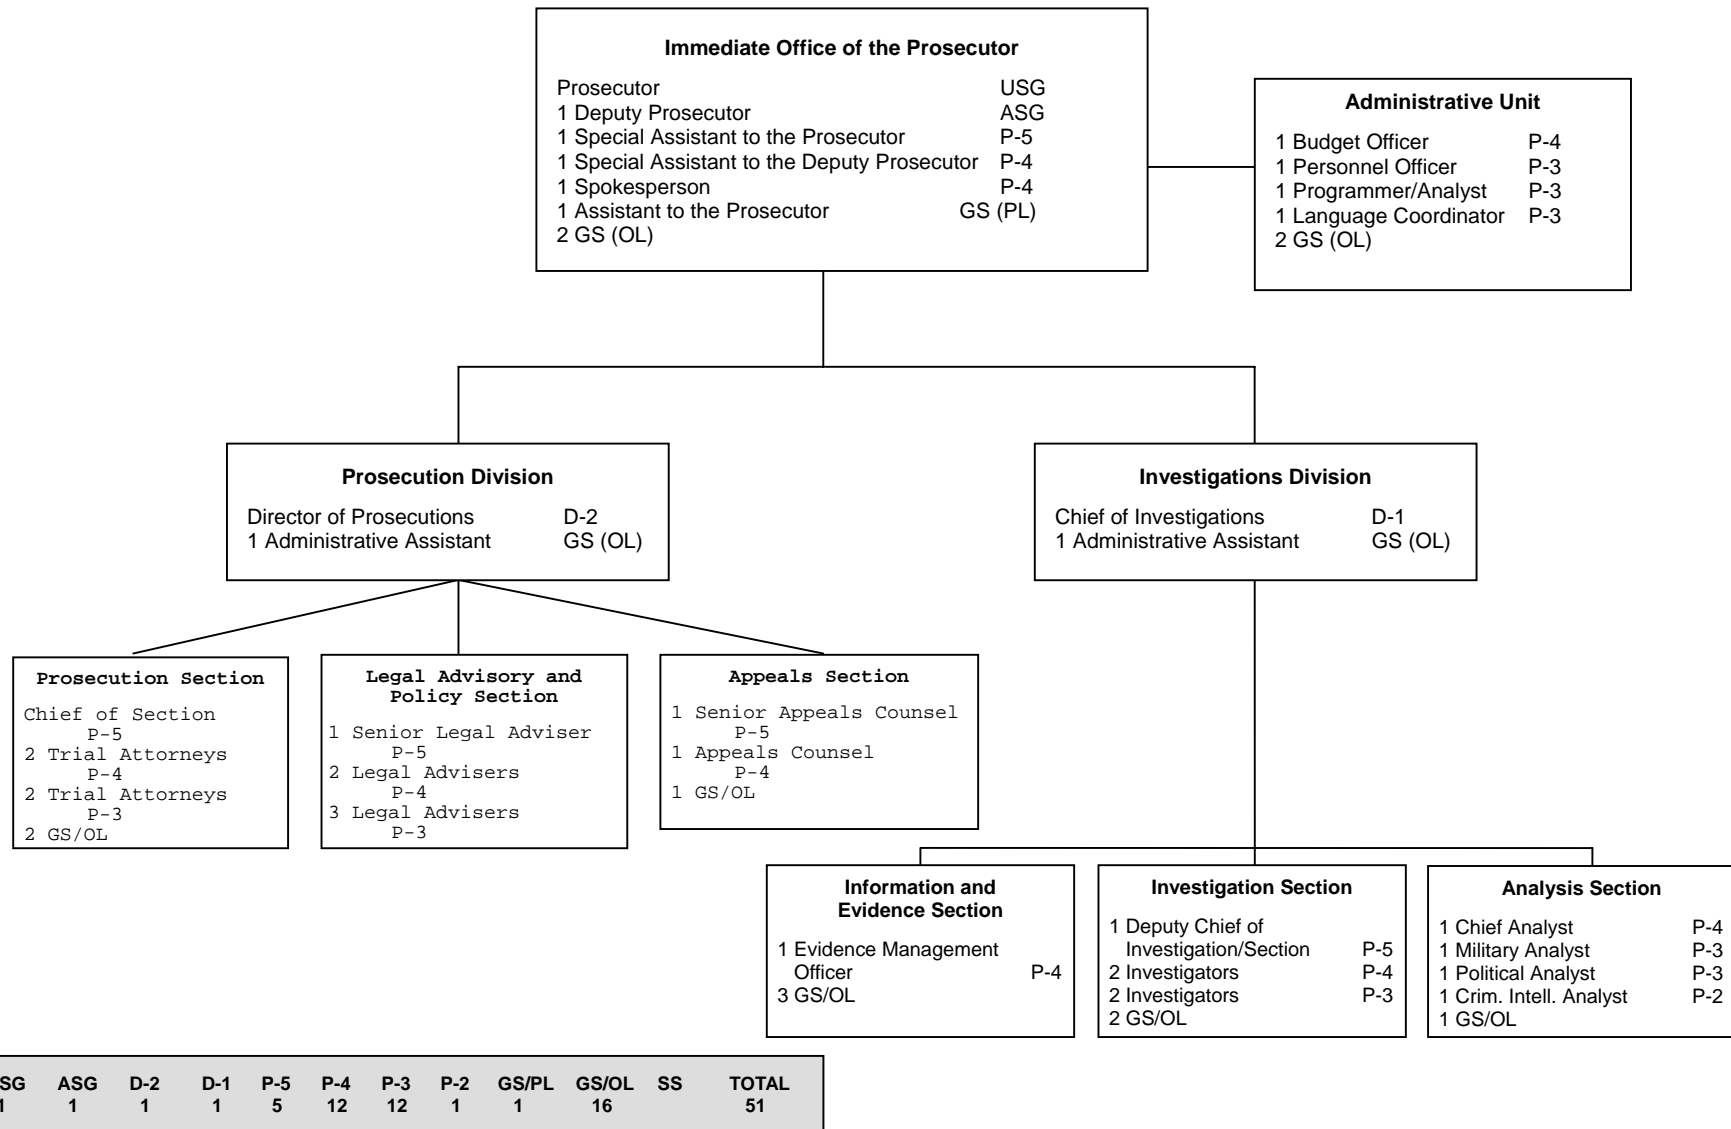 Immediate Office of the Prosecutor
Prosecutor USG
1 Deputy Prosecutor ASG
1 Special Assistant to the Prosecutor P-5
1 Special Assistant to the Deputy Prosecutor P-4
1 Spokesperson P-4
1 Assistant to the Prosecutor GS (PL)
2 GS (OL)
Administrative Unit
1 Budget Officer P-4
1 Personnel Officer P-3
1 Programmer/Analyst P-3
1 Language Coordinator P-3
2 GS (OL)
Prosecution Division
Director of Prosecutions D-2
1 Administrative Assistant GS (OL)
Investigations Division
Chief of Investigations D-1
1 Administrative Assistant GS (OL)
Prosecution Section
Chief of Section
P-5
2 Trial Attorneys
P-4
2 Trial Attorneys
P-3
2 GS/OL
Legal Advisory and
Policy Section
1 Senior Legal Adviser
P-5
2 Legal Advisers
P-4
3 Legal Advisers
P-3
Appeals Section
1 Senior Appeals Counsel
P-5
1 Appeals Counsel
P-4
1 GS/OL
Information and
Evidence Section
1 Evidence Management
Officer P-4
3 GS/OL
Investigation Section
1 Deputy Chief of
Investigation/Section P-5
2 Investigators P-4
2 Investigators P-3
2 GS/OL
Analysis Section
1 Chief Analyst P-4
1 Military Analyst P-3
1 Political Analyst P-3
1 Crim. Intell. Analyst P-2
1 GS/OL
SG ASG D-2 D-1 P-5 P-4 P-3 P-2 GS/PL GS/OL SS TOTAL
1 1 1 1 5 12 12 1 1 16 51